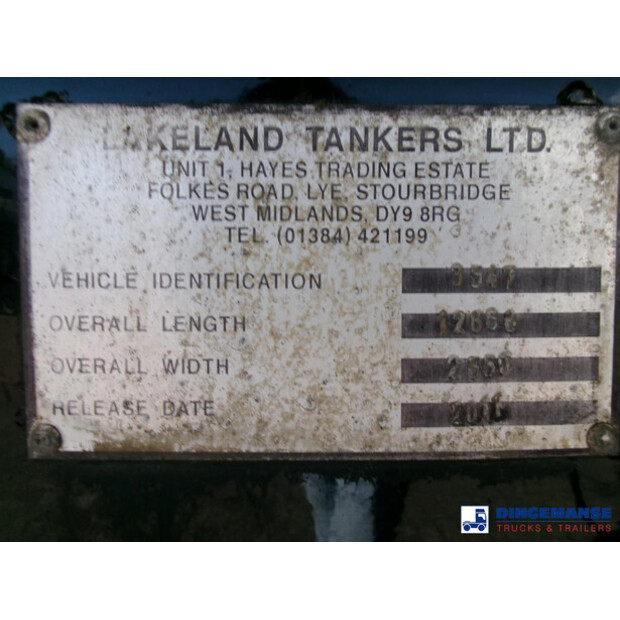 LAKELAND TANKERS LTD.
UNIT 1, HAYES TRADING ESTATE
FOLKES ROAD, LYE, STOURBRIDGE
WEST MIDLANDS, DY9 8RG
TEL. (01384) 421199
VEHICLE IDENTIFICATION
OVERALL LENGTH
OVERALL WIDTH
RELEASE DATE
DINGEMANSE
TRUCKS & TRAILERS